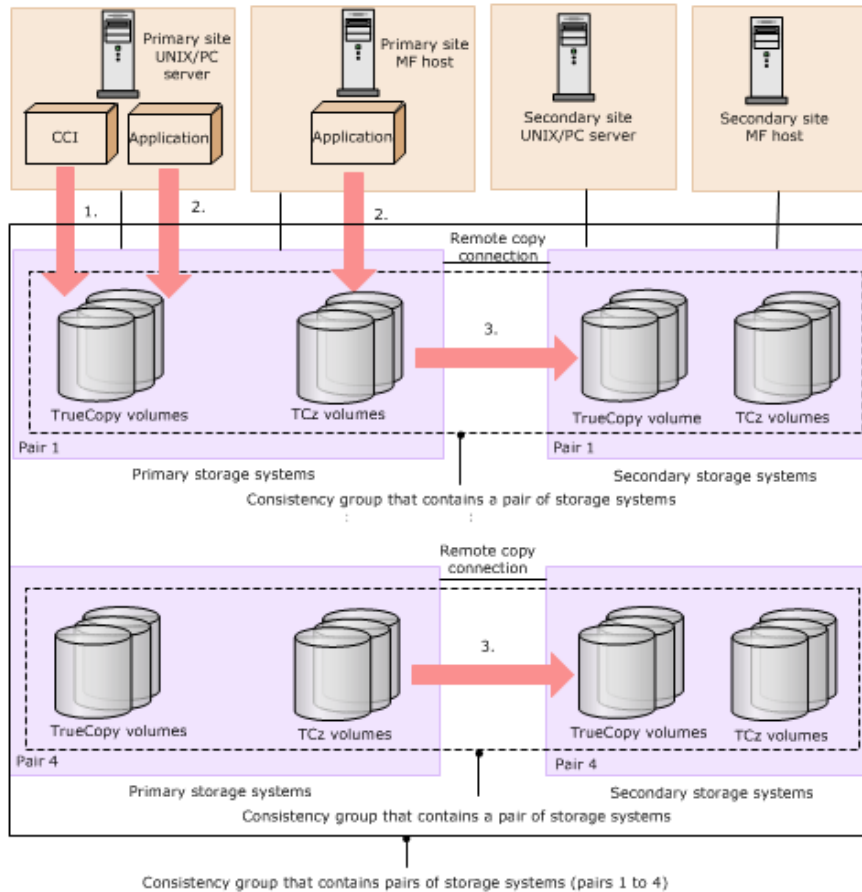 Primary site
UNIX/PC
server
CCI
Application
Primary site
MF host
Application
Secondary site
UNIX/PC server
Secondary site
MF host
1.
2.
2.
Remote copy
connection
3.
TrueCopy volumes
TCz volumes
TrueCopy volume
TCz volumes
Pair 1
Pair 1
Primary storage systems
Secondary storage systems
Consistency group that contains a pair of storage systems
Remote copy
connection
3.
TrueCopy volumes
TCz volumes
TrueCopy volumes
TCz volumes
Pair 4
Pair 4
Primary storage systems
Secondary storage systems
Consistency group that contains a pair of storage systems
Consistency group that contains pairs of storage systems (pairs 1 to 4)